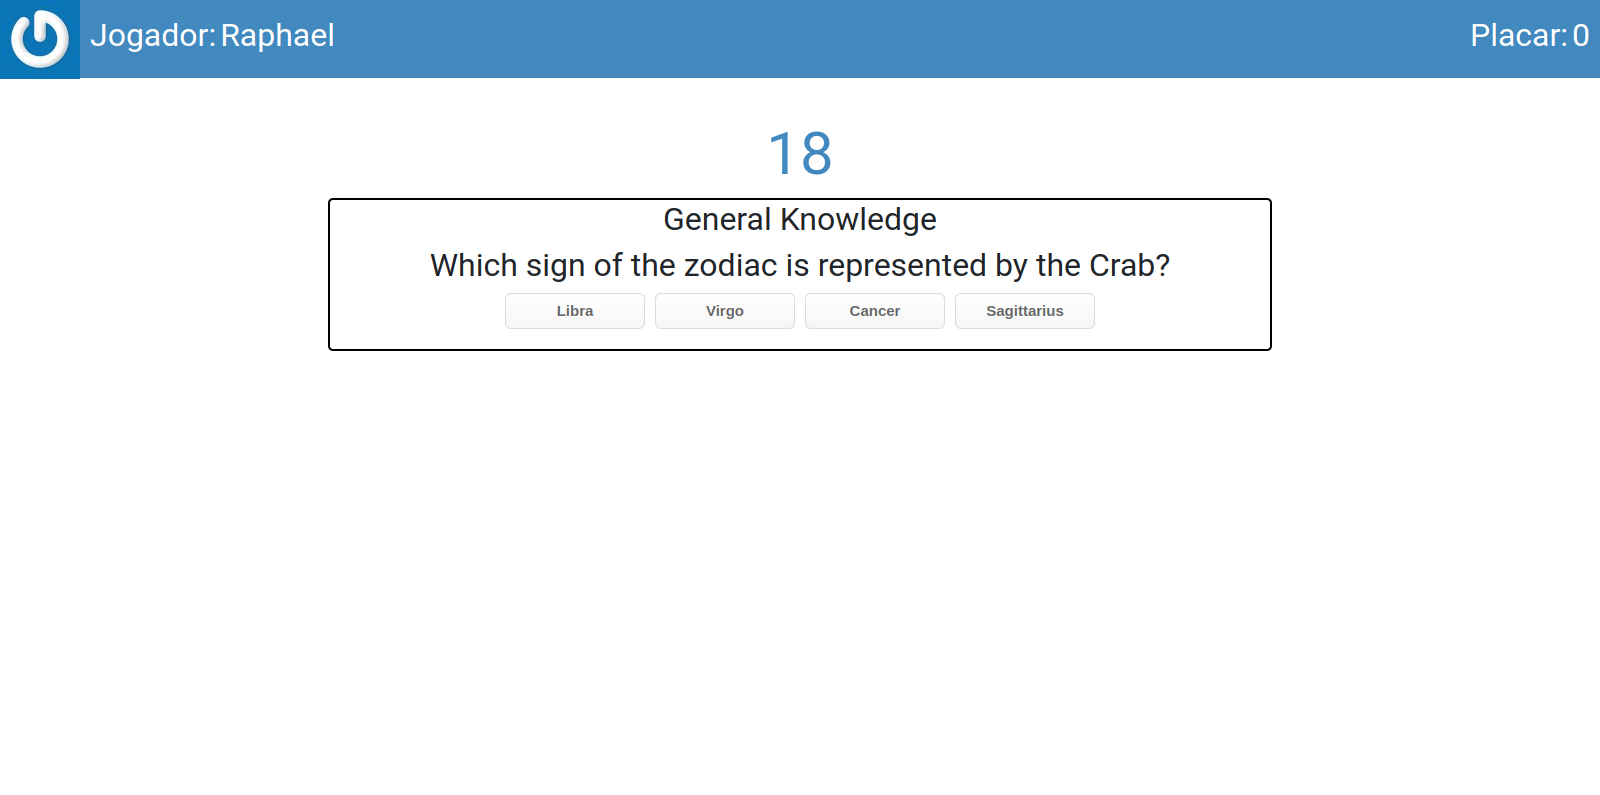 Jogador: Raphael
Placar: 0
18
General Knowledge
Which sign of the zodiac is represented by the Crab?
Libra
Virgo
Cancer
Sagittarius